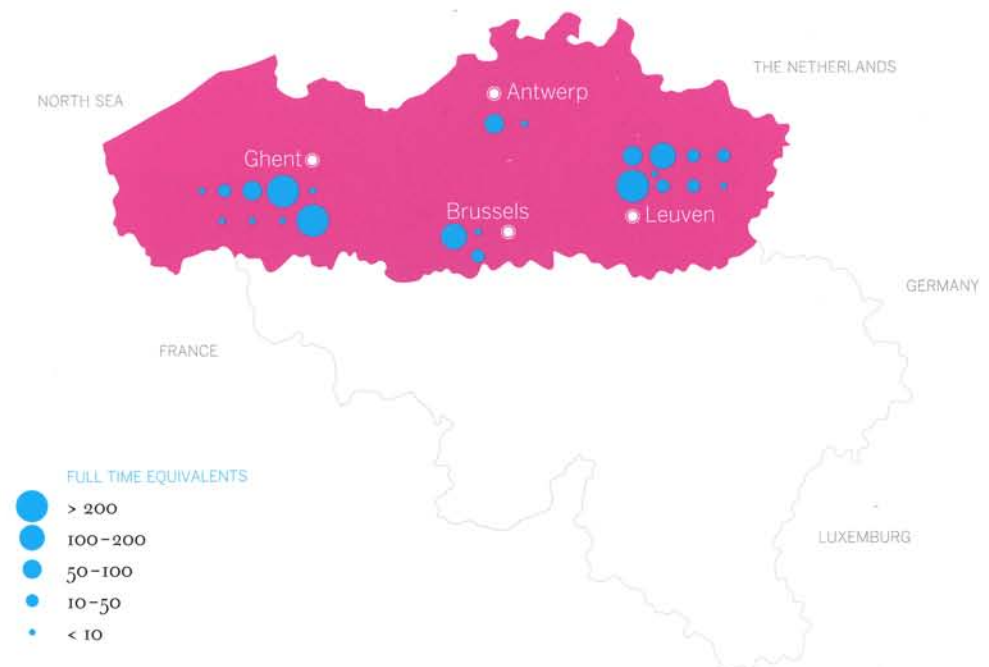 THE NETHERLANDS
NORTH SEA
Antwerp
Ghent
Brussels
Leuven
GERMANY
FRANCE
FULL TIME EQUIVALENTS
> 200
100–200
50–100
10–50
< 10
LUXEMBURG